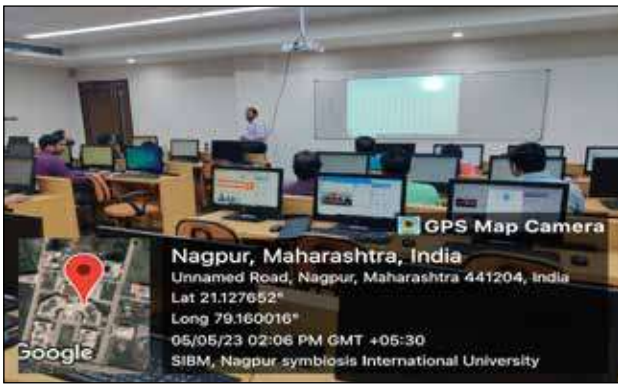 GPS Map Camera
Nagpur, Maharashtra, India
Unnamed Road, Nagpur, Maharashtra 441204, India
Lat 21.127652°
Long 79.160016°
05/05/23 02:06 PM GMT +05:30
SIBM, Nagpur symbiosis International University
Google